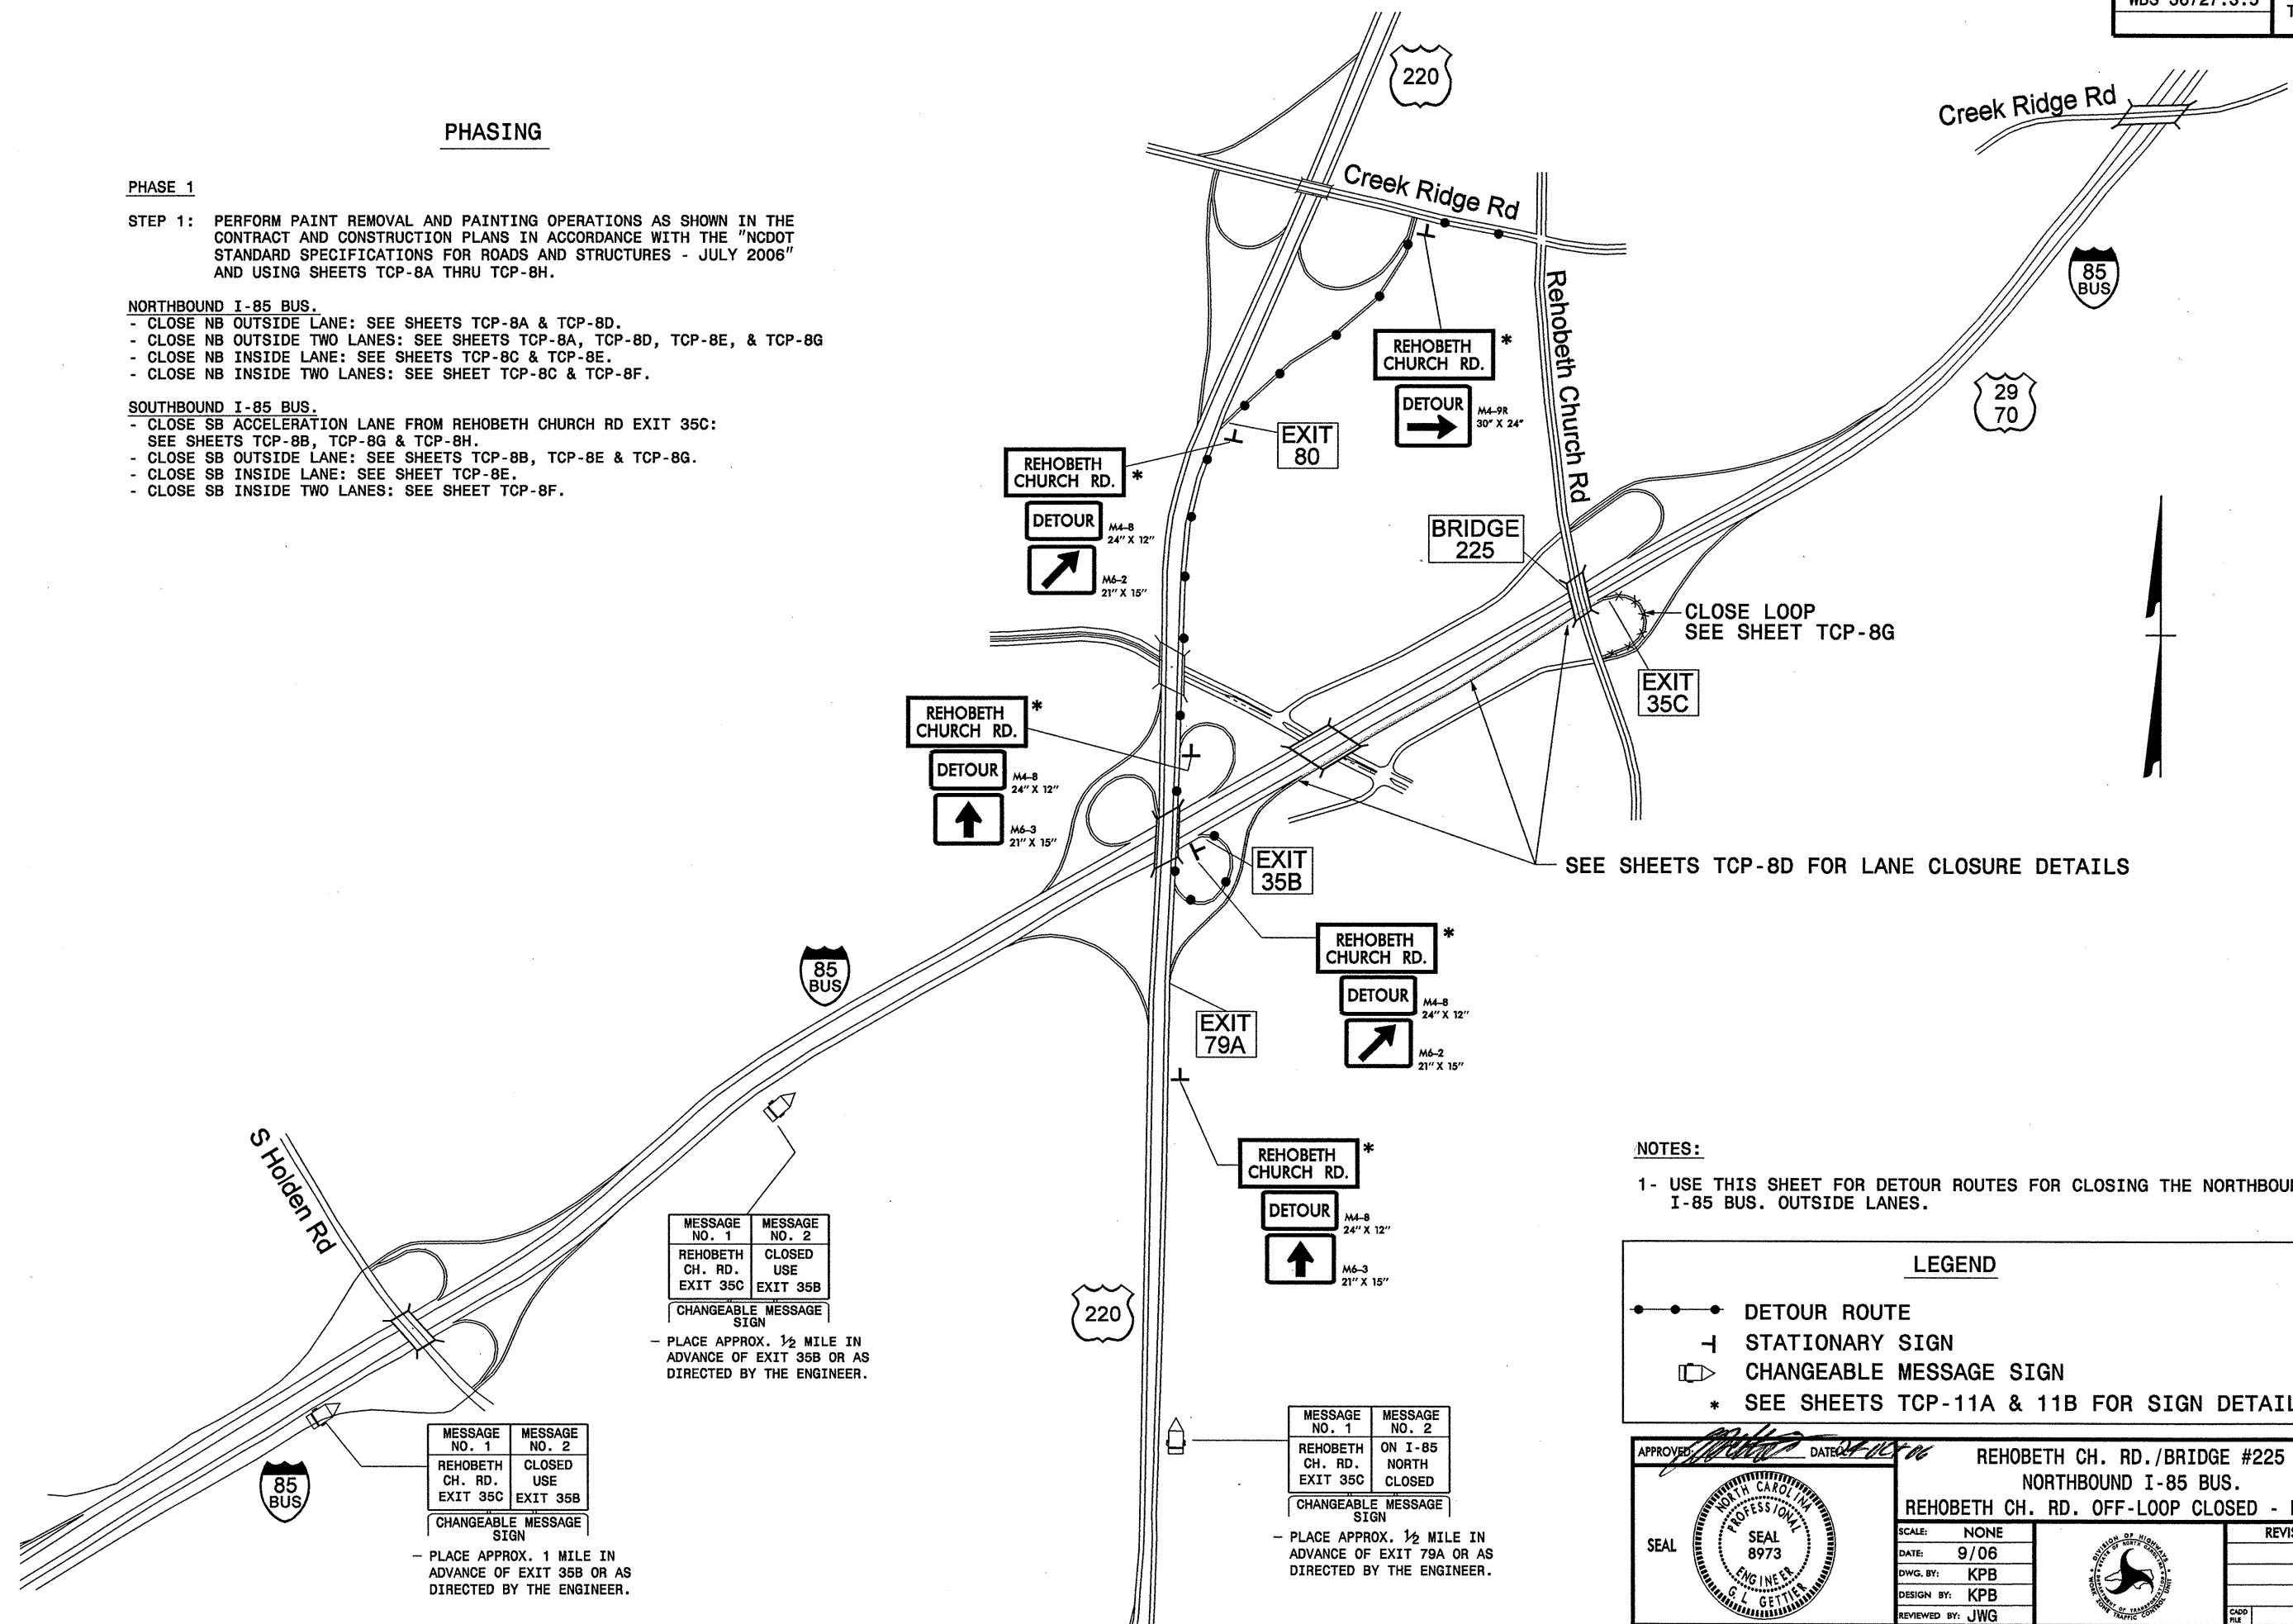 WBS 36727.3.5
PHASING
PHASE 1
STEP 1: PERFORM PAINT REMOVAL AND PAINTING OPERATIONS AS SHOWN IN THE
CONTRACT AND CONSTRUCTION PLANS IN ACCORDANCE WITH THE "NCDOT
STANDARD SPECIFICATIONS FOR ROADS AND STRUCTURES - JULY 2006"
AND USING SHEETS TCP-8A THRU TCP-8H.
NORTHBOUND I-85 BUS.
- CLOSE NB OUTSIDE LANE: SEE SHEETS TCP-8A & TCP-8D.
- CLOSE NB OUTSIDE TWO LANES: SEE SHEETS TCP-8A, TCP-8D, TCP-8E, & TCP-8G
- CLOSE NB INSIDE LANE: SEE SHEETS TCP-8C & TCP-8E.
- CLOSE NB INSIDE TWO LANES: SEE SHEET TCP-8C & TCP-8F.
SOUTHBOUND I-85 BUS.
- CLOSE SB ACCELERATION LANE FROM REHOBETH CHURCH RD EXIT 35C:
SEE SHEETS TCP-8B, TCP-8G & TCP-8H.
- CLOSE SB OUTSIDE LANE: SEE SHEETS TCP-8B, TCP-8E & TCP-8G.
- CLOSE SB INSIDE LANE: SEE SHEET TCP-8E.
- CLOSE SB INSIDE TWO LANES: SEE SHEET TCP-8F.
220
Creek Ridge Rd
Creek Ridge Rd
85
BUS
29
70
Rehobeth Church Rd
REHOBETH
CHURCH RD.
*
DETOUR
M4-9R
30" X 24"
EXIT
80
REHOBETH
CHURCH RD.
*
DETOUR
M4-8
24" X 12"
M6-2
21" X 15"
BRIDGE
225
CLOSE LOOP
SEE SHEET TCP-8G
EXIT
35C
REHOBETH
CHURCH RD.
*
DETOUR
M4-8
24" X 12"
M6-3
21" X 15"
EXIT
35B
SEE SHEETS TCP-8D FOR LANE CLOSURE DETAILS
REHOBETH
CHURCH RD.
*
DETOUR
M4-8
24" X 12"
M6-2
21" X 15"
85
BUS
EXIT
79A
REHOBETH
CHURCH RD.
*
DETOUR
M4-8
24" X 12"
M6-3
21" X 15"
S Holden Rd
MESSAGE NO. 1 MESSAGE NO. 2
REHOBETH CLOSED
CH. RD. USE
EXIT 35C EXIT 35B
CHANGEABLE MESSAGE
SIGN
- PLACE APPROX. 1/2 MILE IN
ADVANCE OF EXIT 35B OR AS
DIRECTED BY THE ENGINEER.
220
85
BUS
MESSAGE NO. 1 MESSAGE NO. 2
REHOBETH CLOSED
CH. RD. USE
EXIT 35C EXIT 35B
CHANGEABLE MESSAGE
SIGN
- PLACE APPROX. 1 MILE IN
ADVANCE OF EXIT 35B OR AS
DIRECTED BY THE ENGINEER.
MESSAGE NO. 1 MESSAGE NO. 2
REHOBETH ON I-85
CH. RD. NORTH
EXIT 35C CLOSED
CHANGEABLE MESSAGE
SIGN
- PLACE APPROX. 1/2 MILE IN
ADVANCE OF EXIT 79A OR AS
DIRECTED BY THE ENGINEER.
NOTES:
1- USE THIS SHEET FOR DETOUR ROUTES FOR CLOSING THE NORTHBOU
I-85 BUS. OUTSIDE LANES.
LEGEND
DETOUR ROUTE
STATIONARY SIGN
CHANGEABLE MESSAGE SIGN
* SEE SHEETS TCP-11A & 11B FOR SIGN DETAIL
APPROVED: DATE: 24 OCT 06
SEAL
NORTH CAROLINA
PROFESSIONAL
SEAL
8973
ENGINEER
G. L. GETTIER
REHOBETH CH. RD./BRIDGE #225
NORTHBOUND I-85 BUS.
REHOBETH CH. RD. OFF-LOOP CLOSED -
SCALE: NONE
DATE: 9/06
DWG. BY: KPB
DESIGN BY: KPB
REVIEWED BY: JWG
REVIS
CADD
FILE